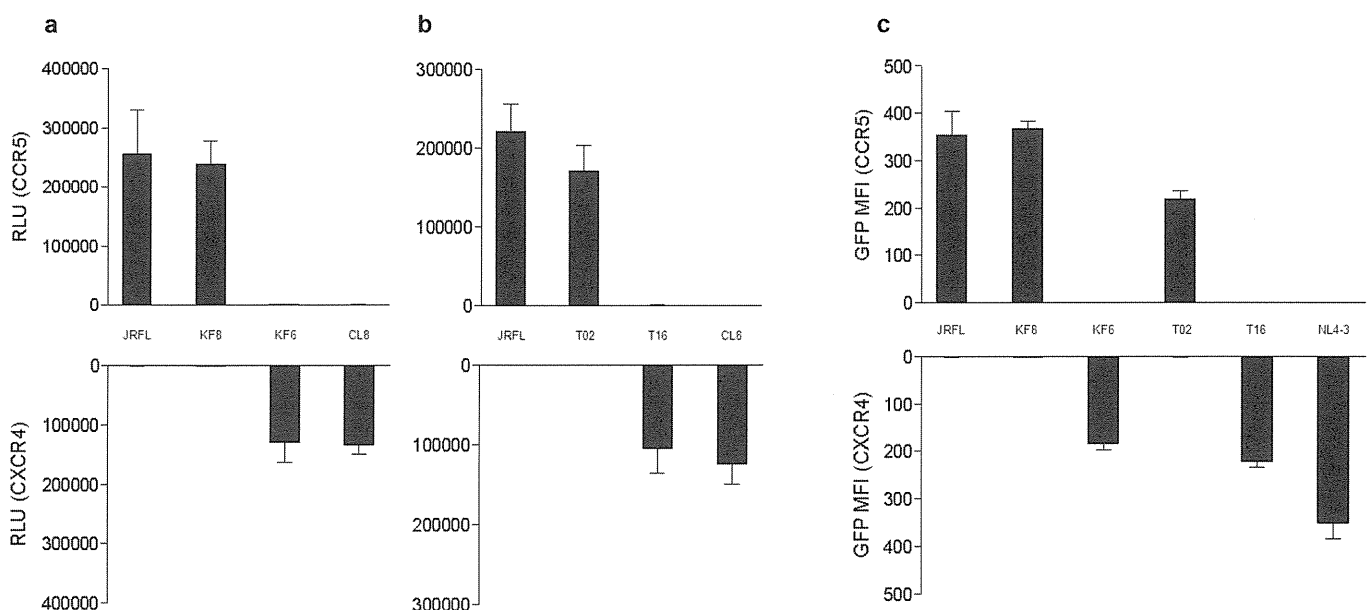 a
b
c
400000
300000
200000
100000
0
RLU (CCR5)
JRFL
KF8
KF6
CL8
0
100000
200000
300000
400000
RLU (CXCR4)
300000
200000
100000
0
JRFL
T02
T16
CL6
0
100000
200000
300000
500
400
300
200
100
0
GFP MFI (CCR5)
JRFL
KF8
KF6
T02
T16
NL4-3
0
100
200
300
400
500
GFP MFI (CXCR4)